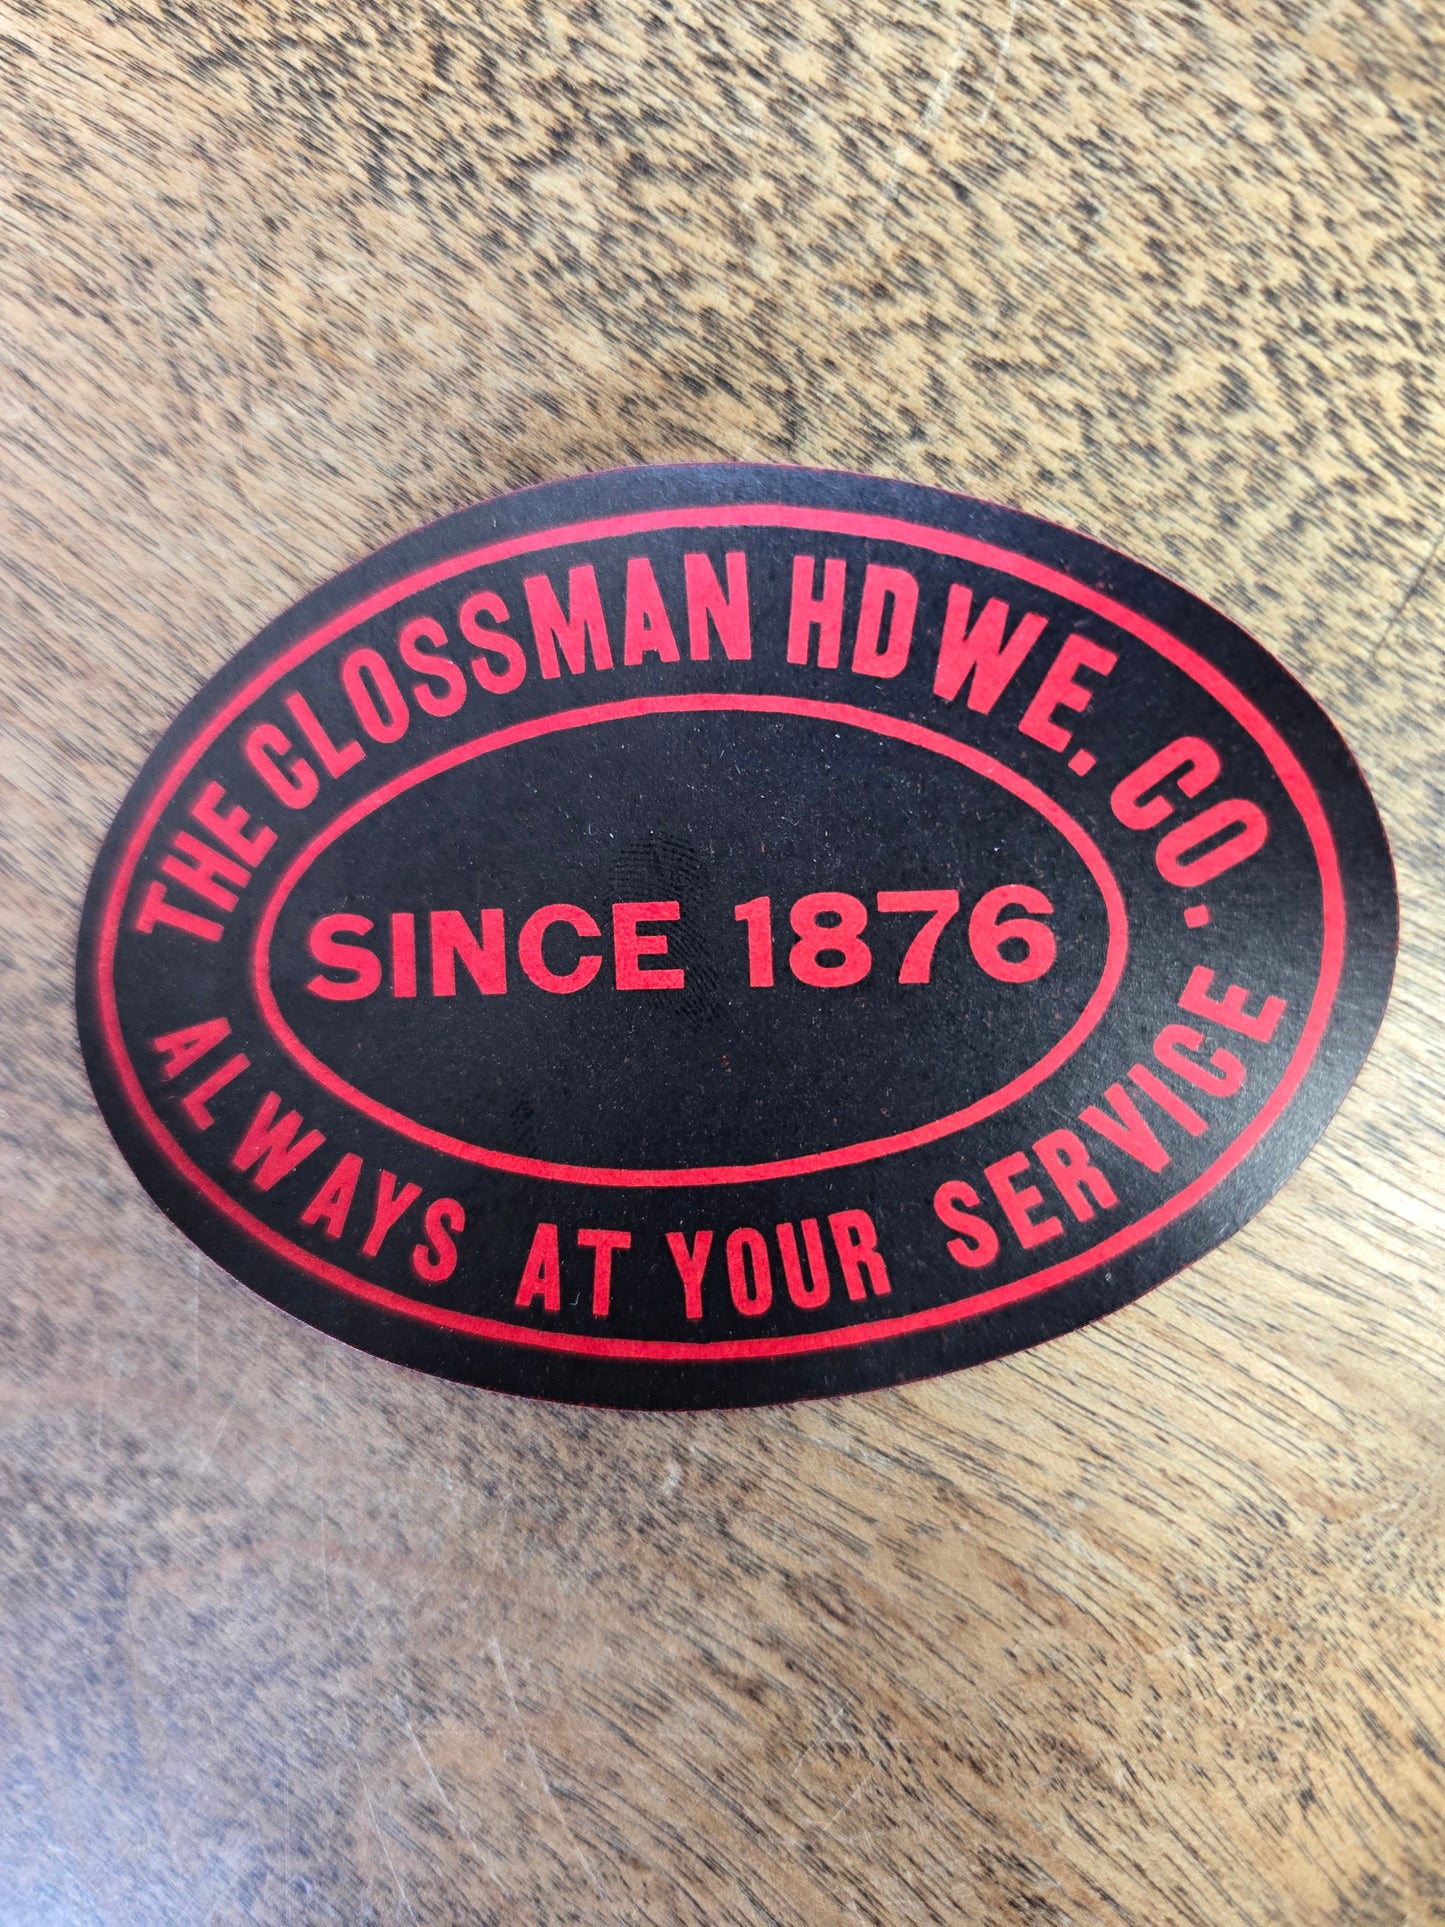 THE CLOSSMAN HDWE. CO.
SINCE 1876
ALWAYS AT YOUR SERVICE.